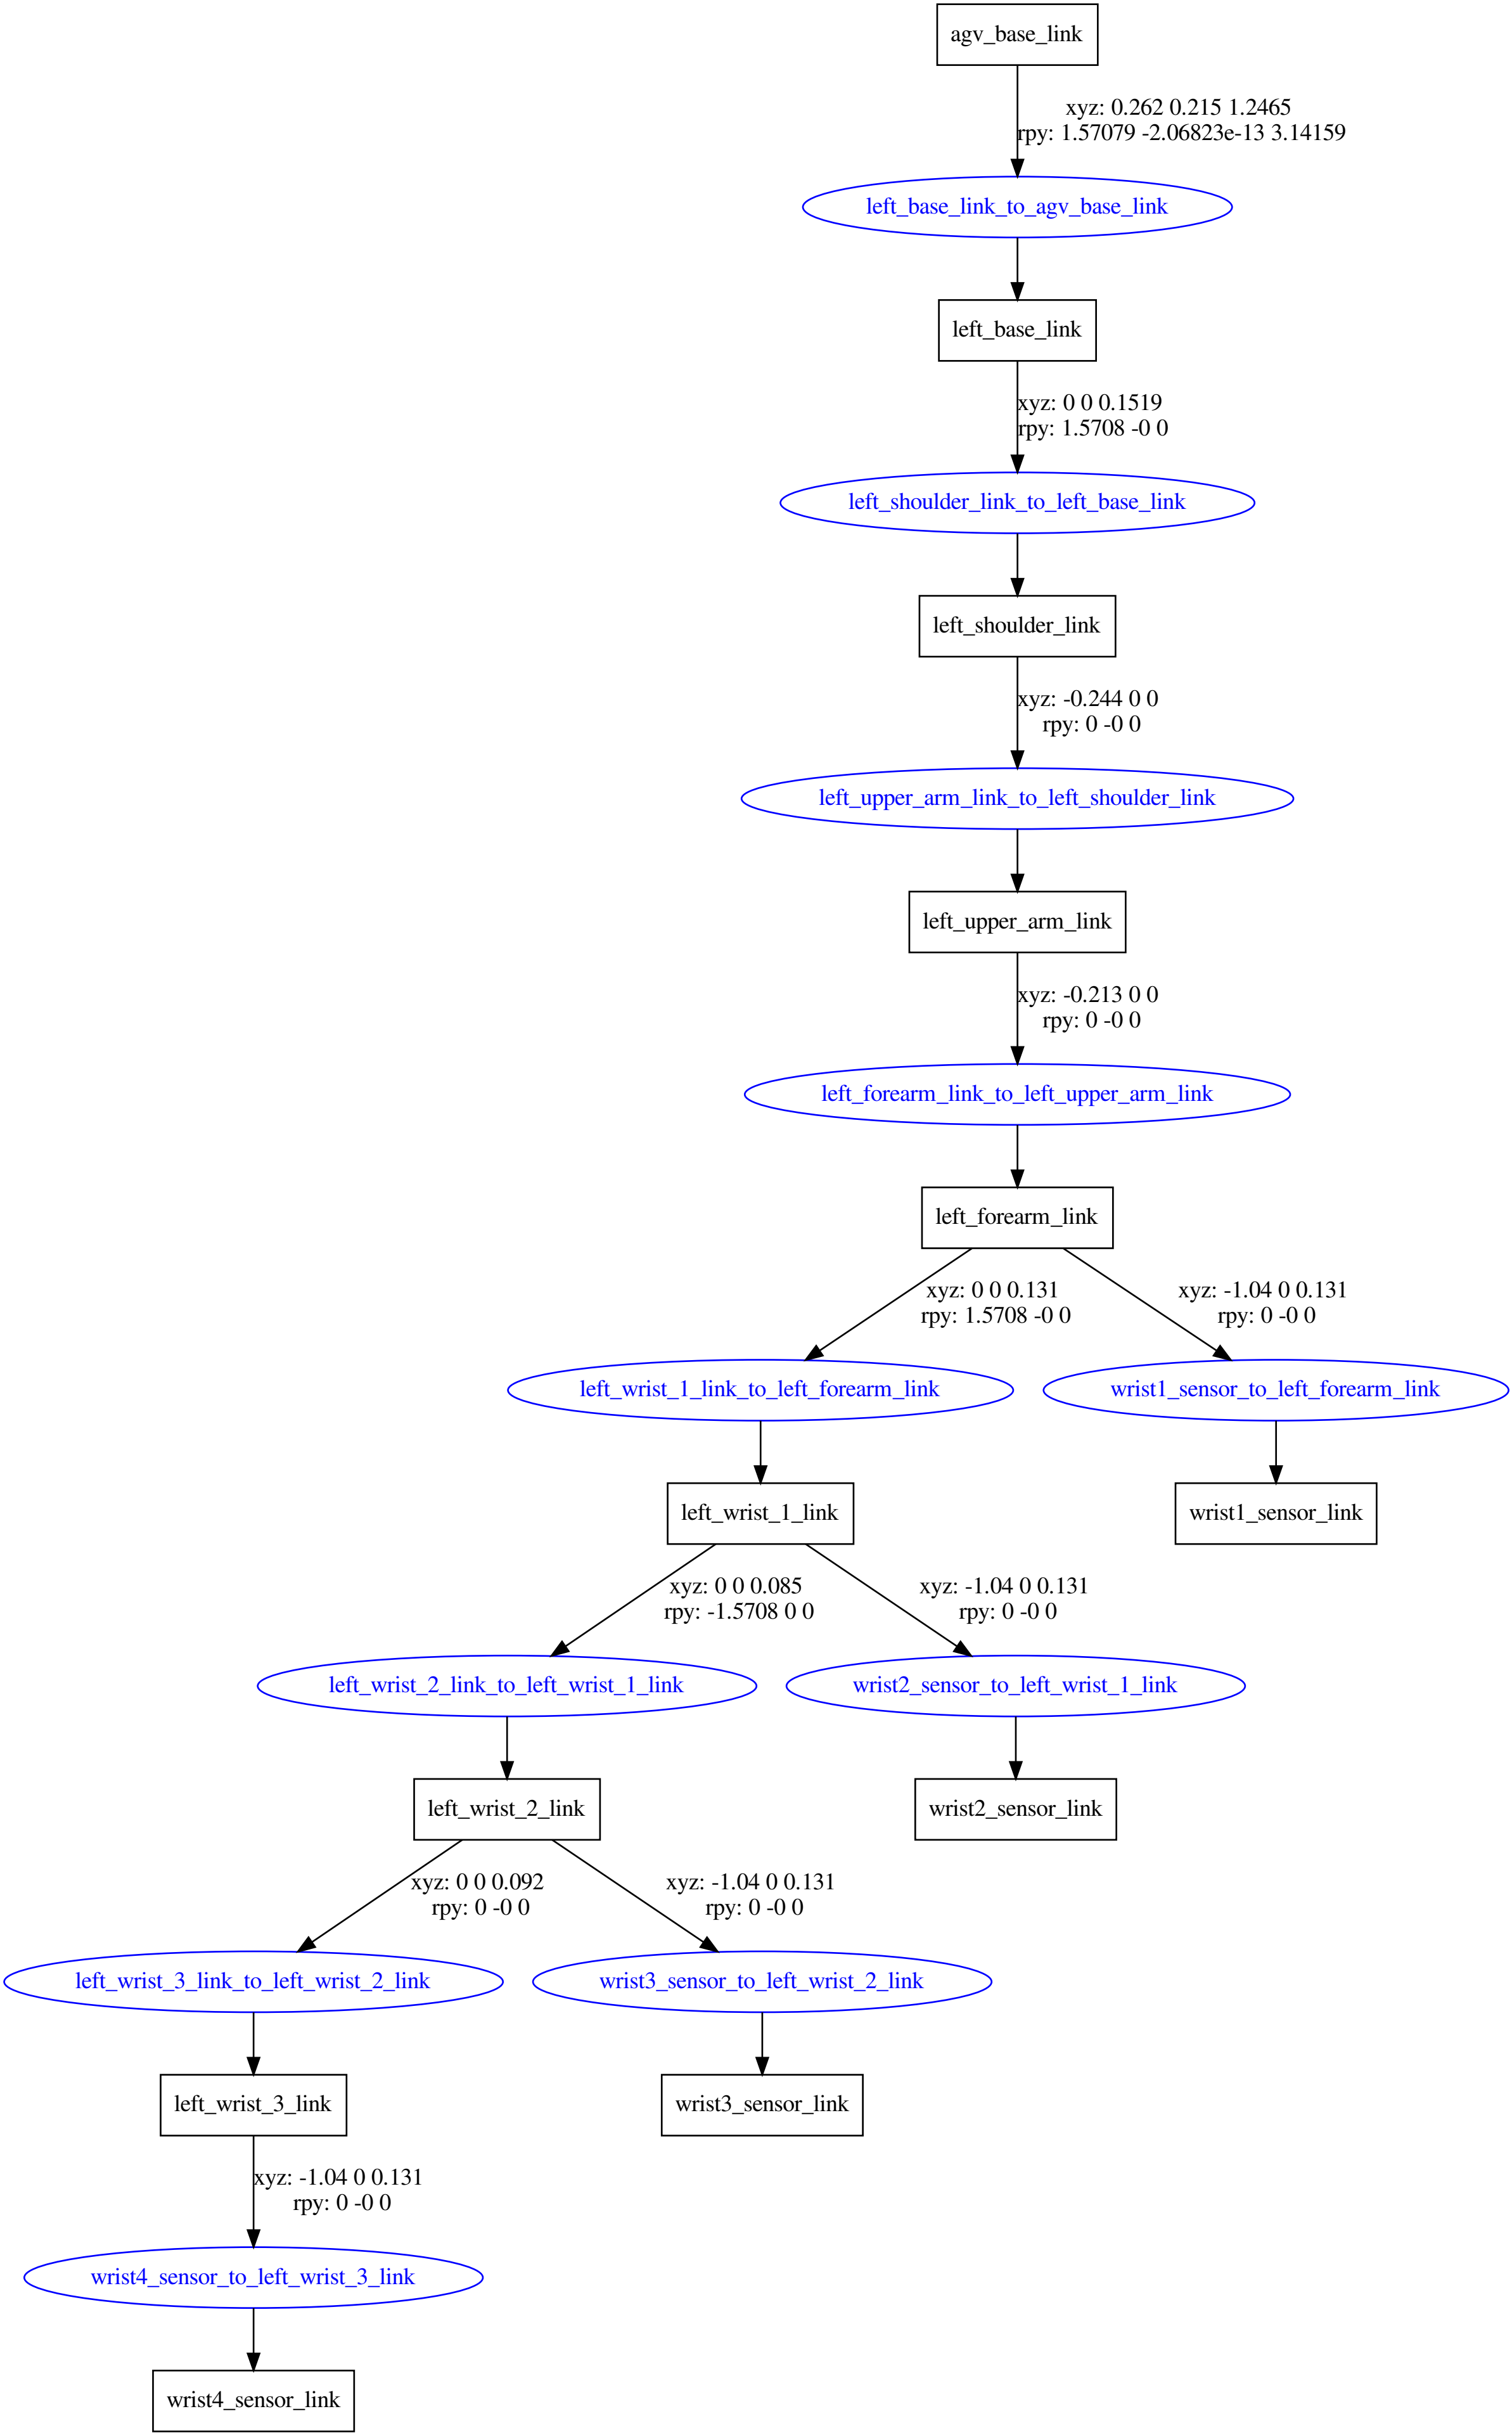 agv_base_link
xyz: 0.262 0.215 1.2465
rpy: 1.57079 -2.06823e-13 3.14159
left_base_link_to_agv_base_link
left_base_link
xyz: 0 0 0.1519
rpy: 1.5708 -0 0
left_shoulder_link_to_left_base_link
left_shoulder_link
xyz: -0.244 0 0
rpy: 0 -0 0
left_upper_arm_link_to_left_shoulder_link
left_upper_arm_link
xyz: -0.213 0 0
rpy: 0 -0 0
left_forearm_link_to_left_upper_arm_link
left_forearm_link
xyz: 0 0 0.131
rpy: 1.5708 -0 0
xyz: -1.04 0 0.131
rpy: 0 -0 0
left_wrist_1_link_to_left_forearm_link
wrist1_sensor_to_left_forearm_link
left_wrist_1_link
wrist1_sensor_link
xyz: 0 0 0.085
rpy: -1.5708 0 0
xyz: -1.04 0 0.131
rpy: 0 -0 0
left_wrist_2_link_to_left_wrist_1_link
wrist2_sensor_to_left_wrist_1_link
left_wrist_2_link
wrist2_sensor_link
xyz: 0 0 0.092
rpy: 0 -0 0
xyz: -1.04 0 0.131
rpy: 0 -0 0
left_wrist_3_link_to_left_wrist_2_link
wrist3_sensor_to_left_wrist_2_link
left_wrist_3_link
wrist3_sensor_link
xyz: -1.04 0 0.131
rpy: 0 -0 0
wrist4_sensor_to_left_wrist_3_link
wrist4_sensor_link